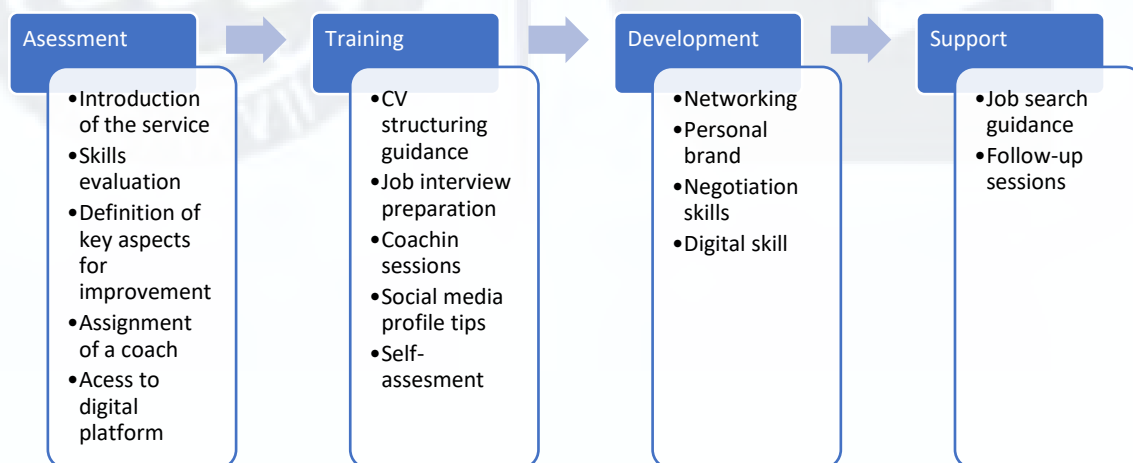 Asessment
•Introduction
of the service
•Skills
evaluation
•Definition of
key aspects
for
improvement
•Assignment
of a coach
•Acess to
digital
platform
Training
•CV
structuring
guidance
•Job interview
preparation
•Coachin
sessions
•Social media
profile tips
•Self-
assesment
Development
•Networking
•Personal
brand
•Negotiation
skills
•Digital skill
Support
•Job search
guidance
•Follow-up
sessions